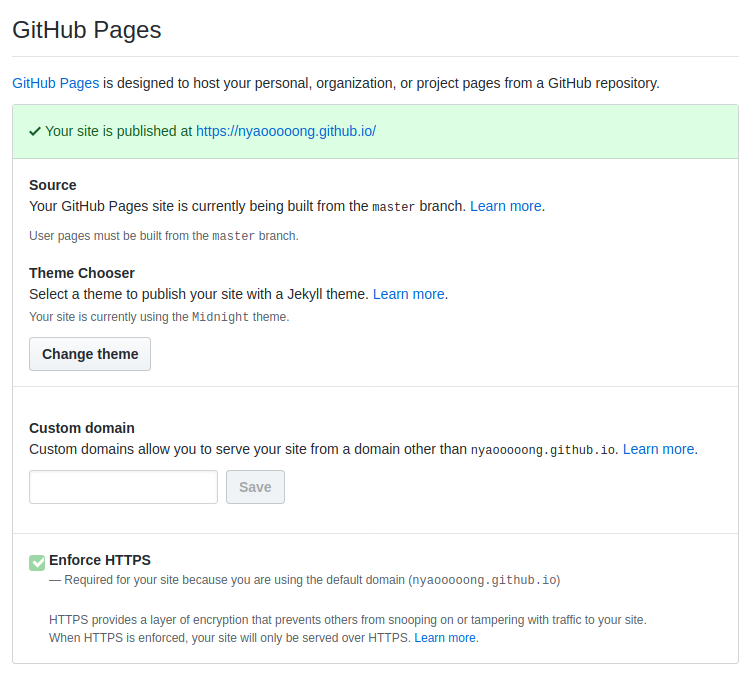 GitHub Pages
GitHub Pages is designed to host your personal, organization, or project pages from a GitHub repository.
Your site is published at https://nyaooooong.github.io/
Source
Your GitHub Pages site is currently being built from the master branch. Learn more.
User pages must be built from the master branch.
Theme Chooser
Select a theme to publish your site with a Jekyll theme. Learn more.
Your site is currently using the Midnight theme.
Change theme
Custom domain
Custom domains allow you to serve your site from a domain other than nyaooooong.github.io. Learn more.
Save
Enforce HTTPS
— Required for your site because you are using the default domain (nyaooooong.github.io)
HTTPS provides a layer of encryption that prevents others from snooping on or tampering with traffic to your site.
When HTTPS is enforced, your site will only be served over HTTPS. Learn more.